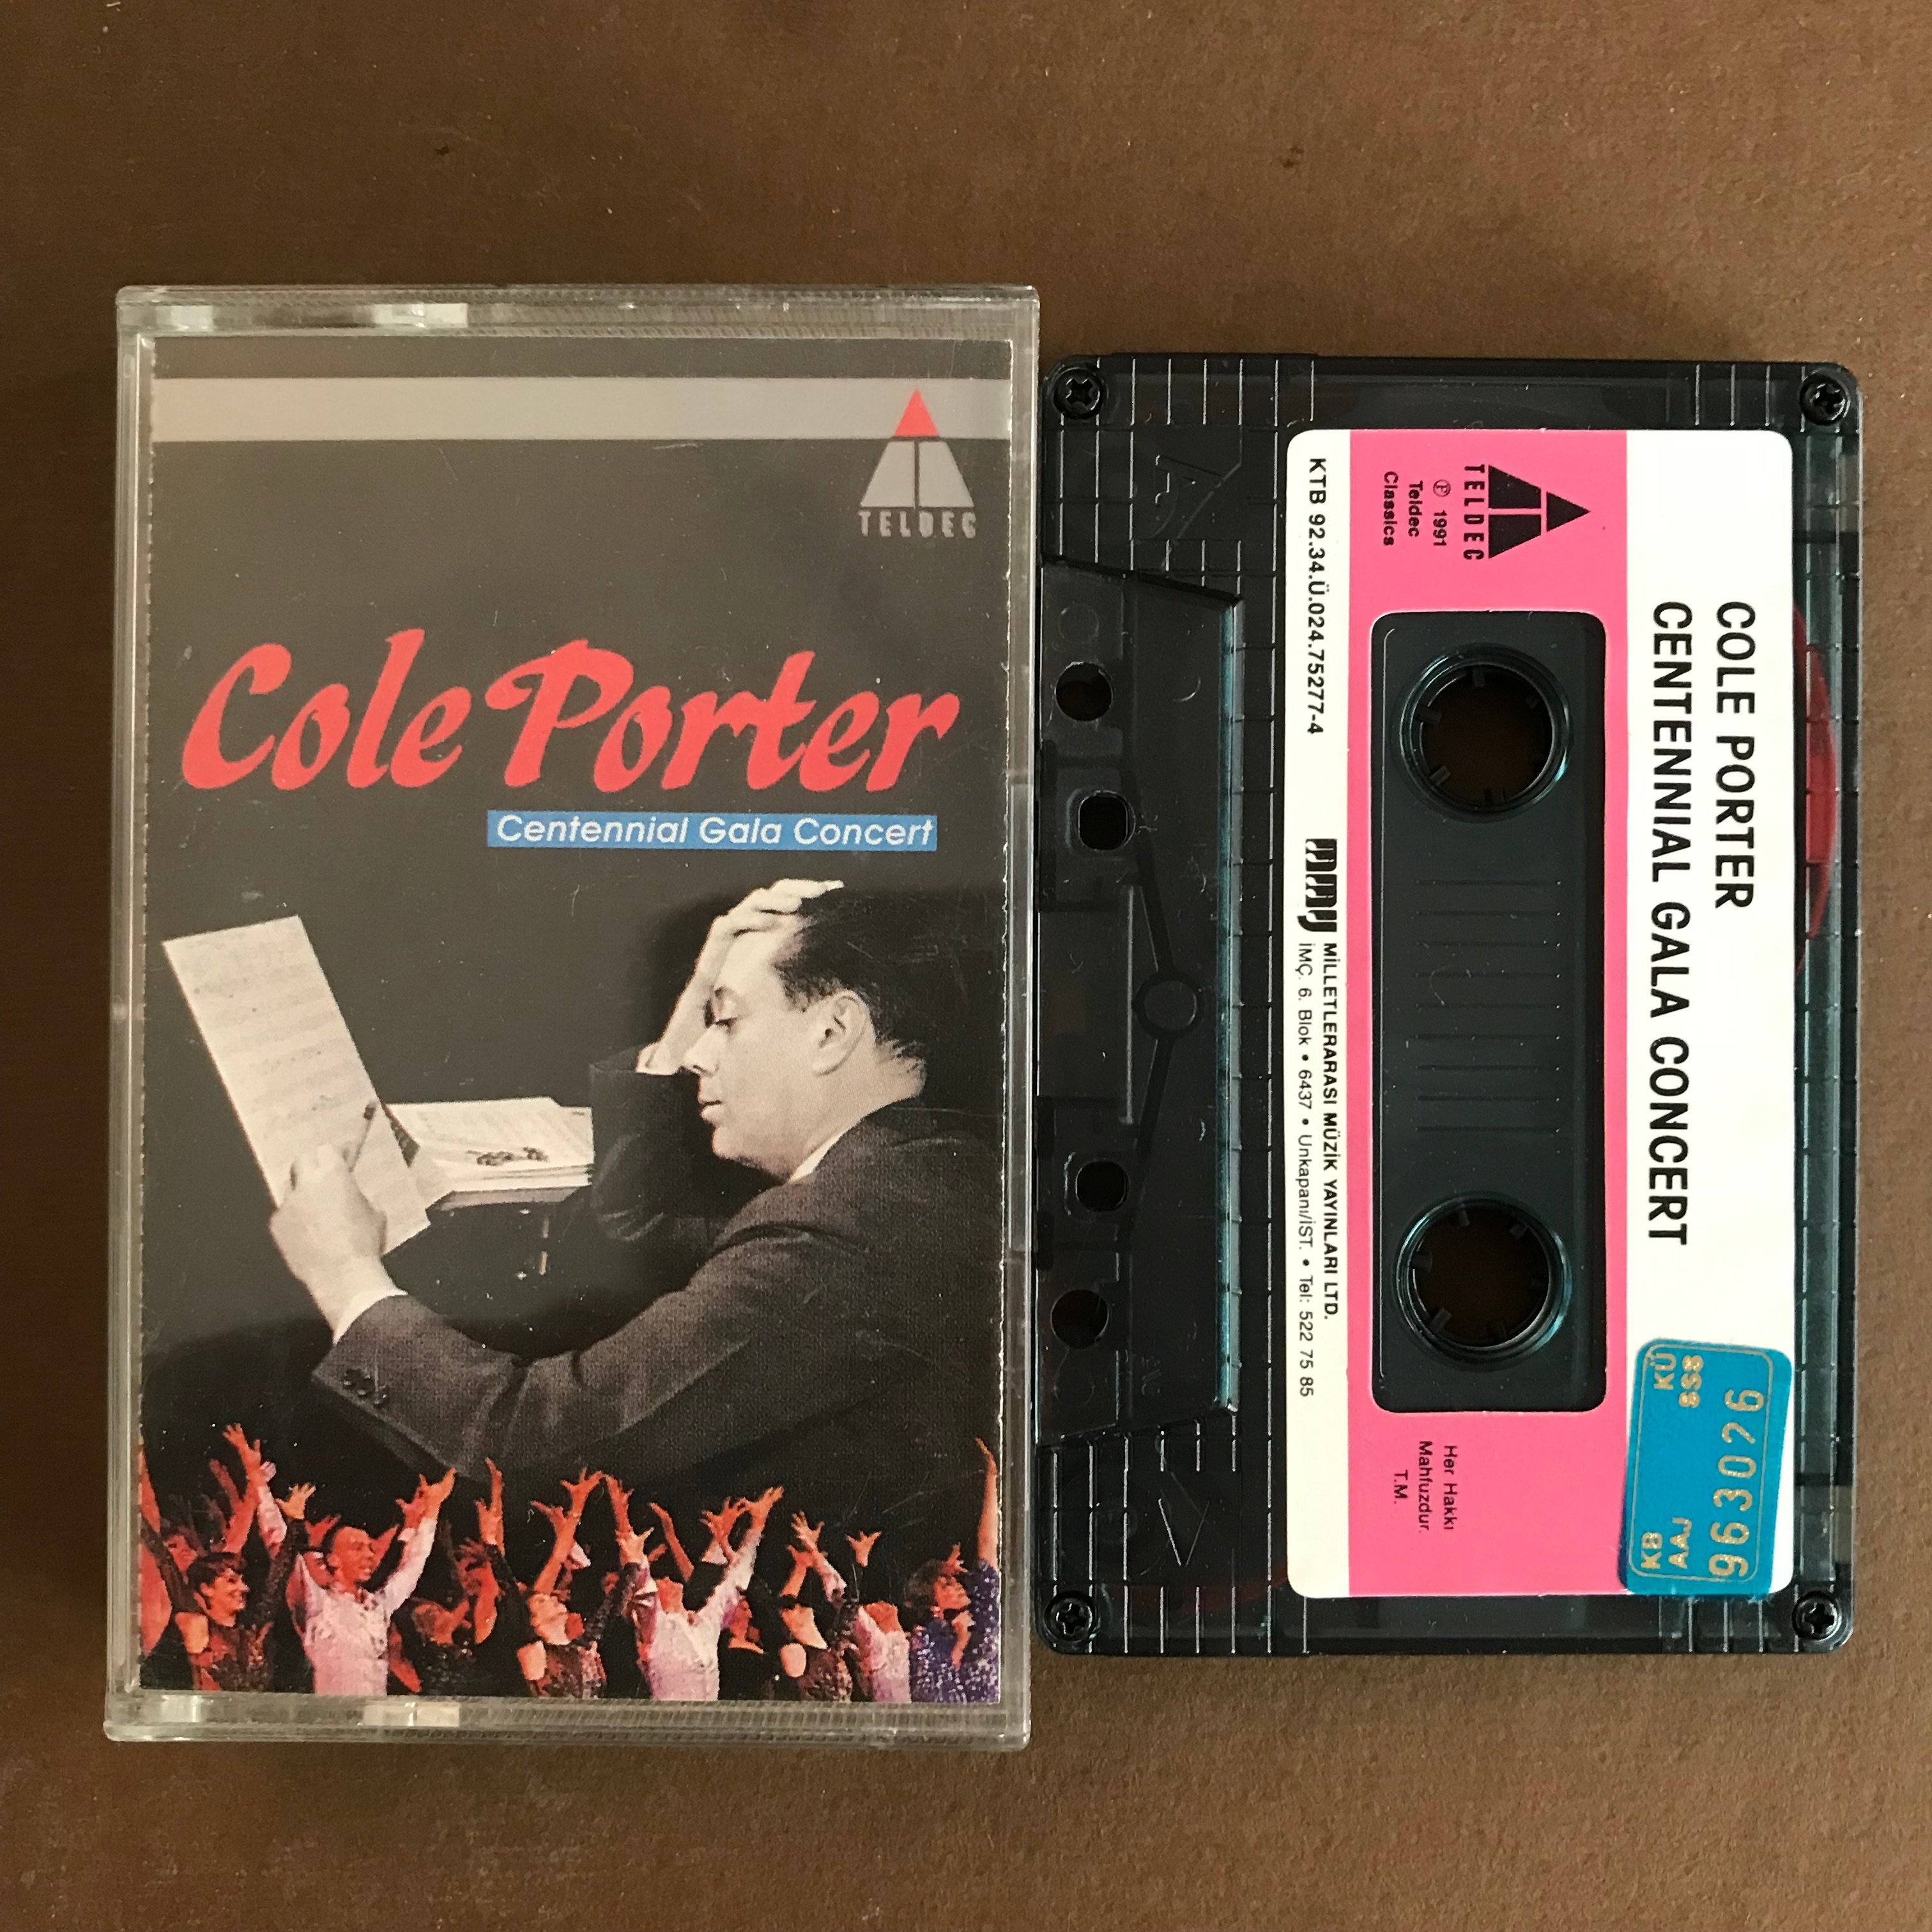 TELDEC
Cole Porter
Centennial Gala Concert
COLE PORTER
CENTENNIAL GALA CONCERT
TELDEC
℗ 1991
Teldec
Classics
Her Hakkı
Mahfuzdur.
T.M.
KTB 92.34.Ü.024.75277-4
MMY
MİLLETLERARASI MÜZİK YAYINLARI LTD.
İMÇ. 6. Blok • 6437 • Unkapanı/İST. • Tel: 522 75 85
963026
AAJ
SSS
KB
KÜ
A